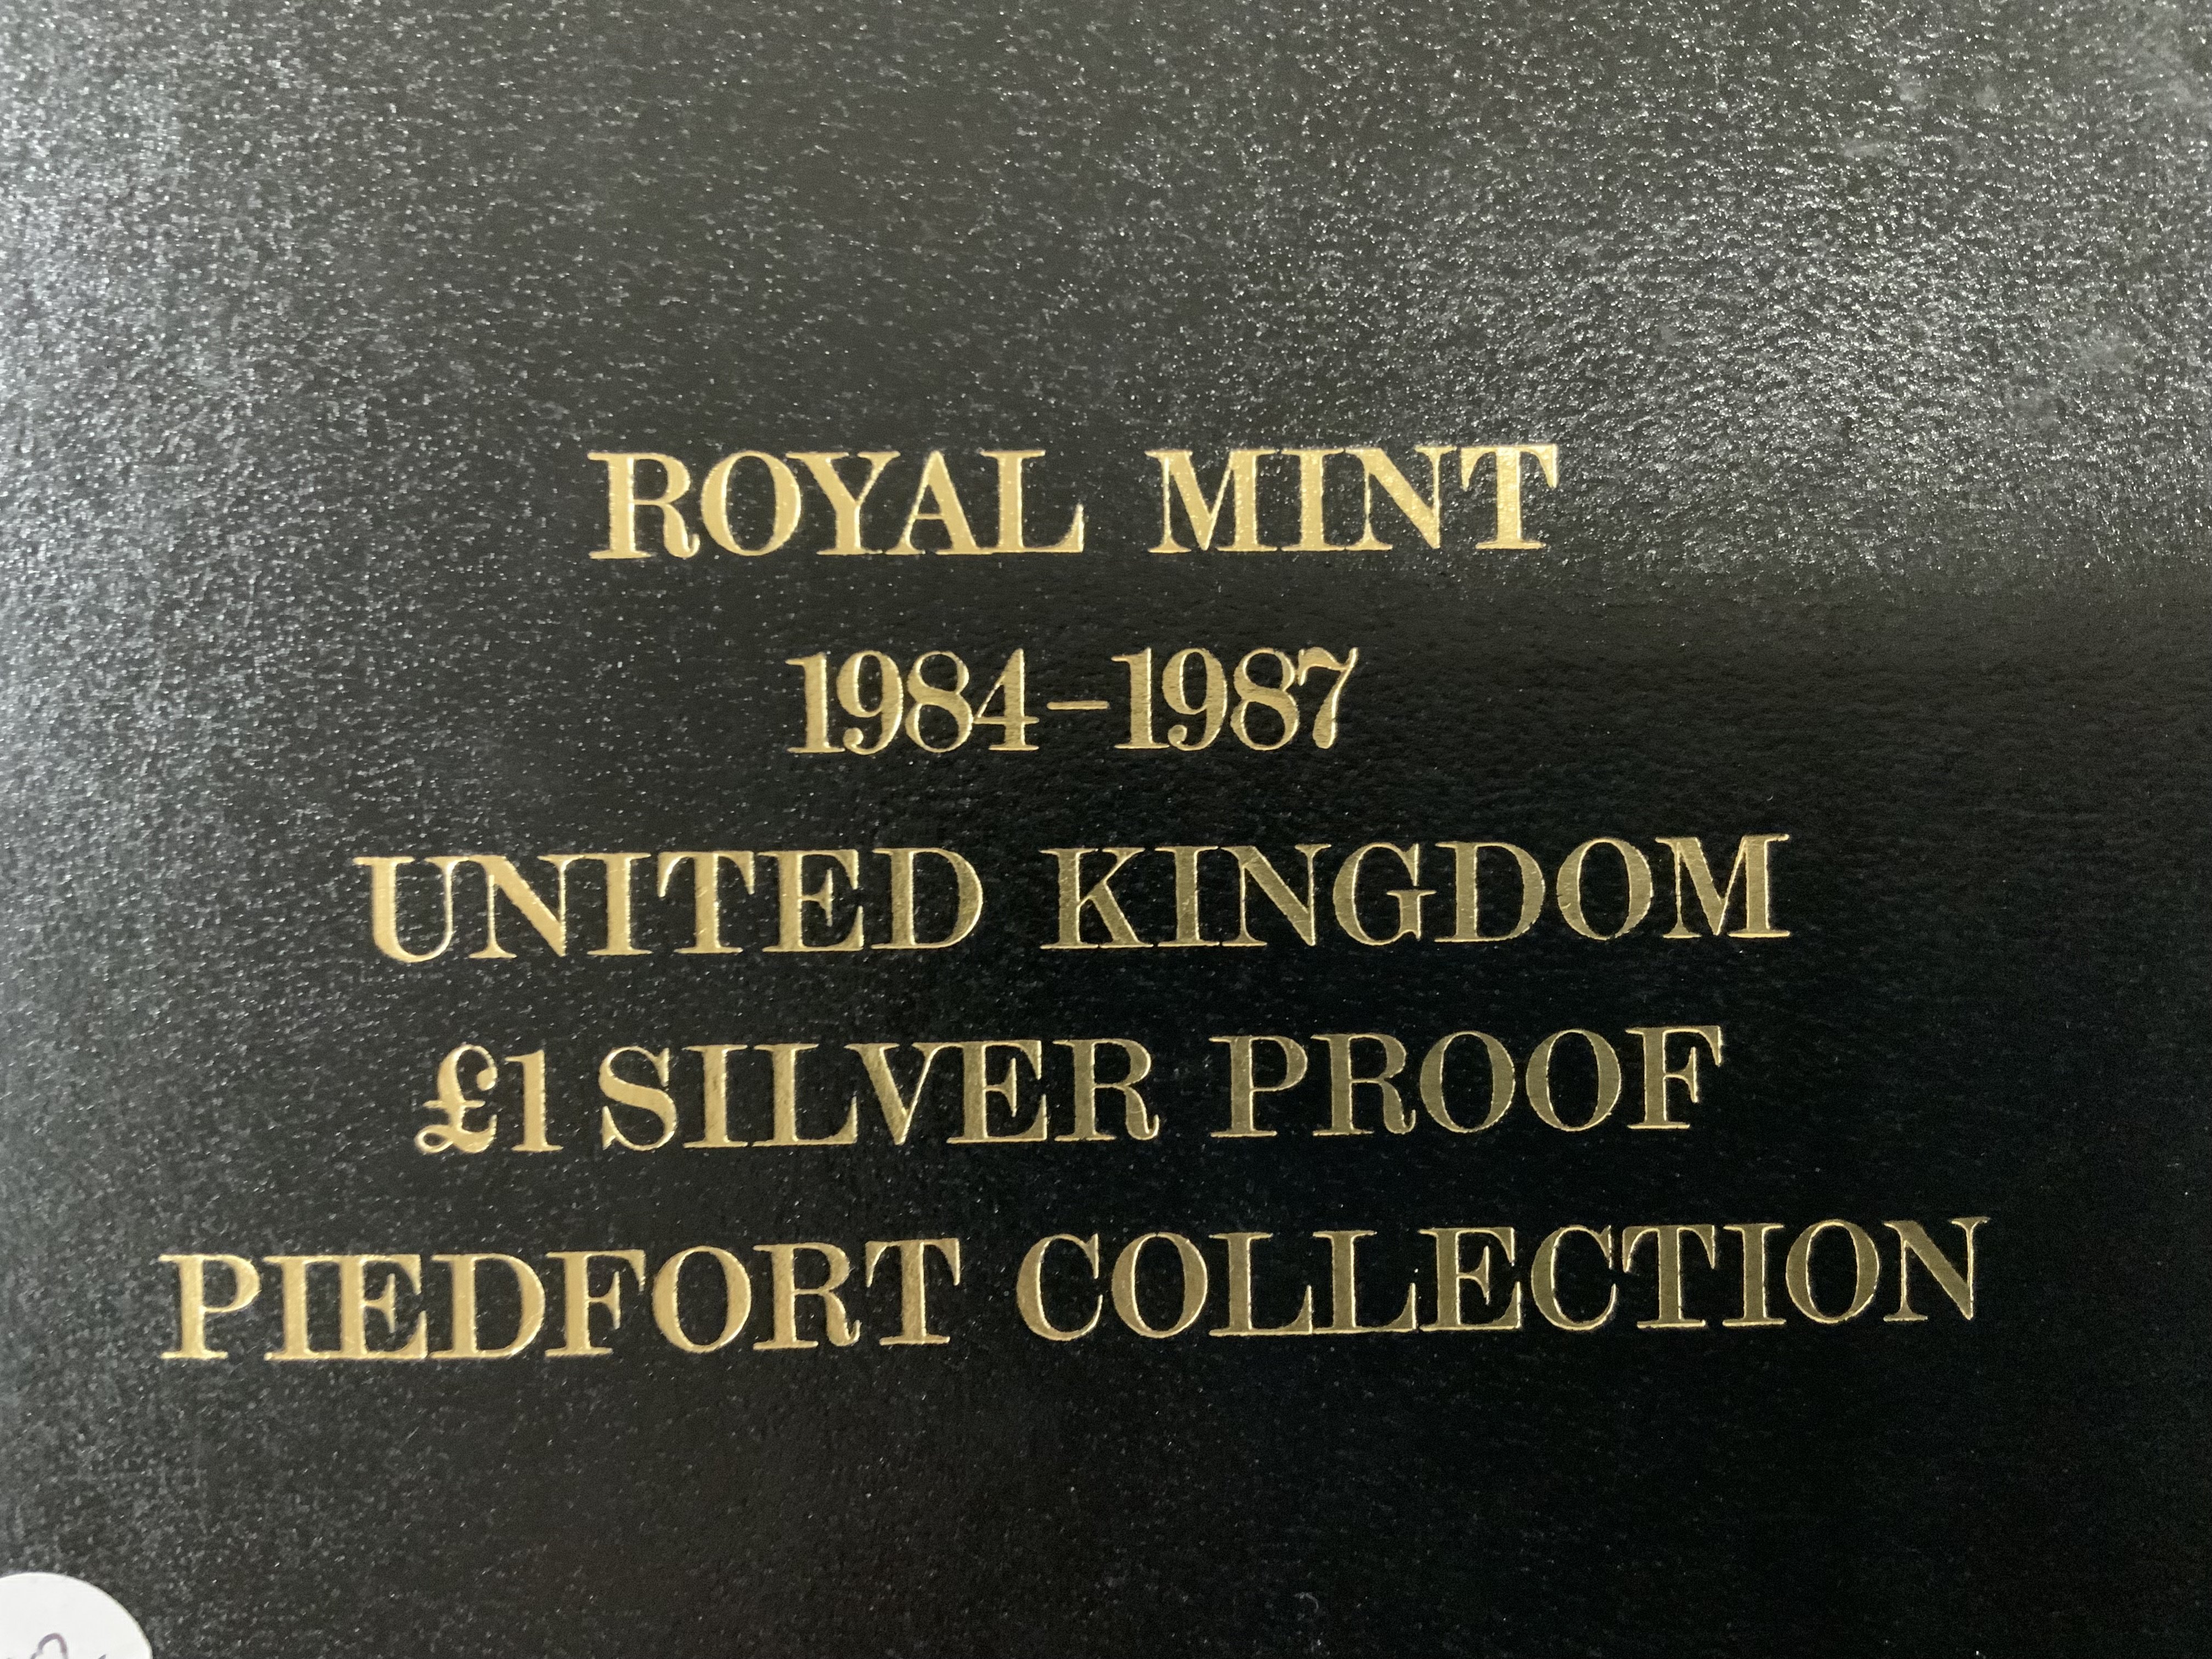 ROYAL MINT
1984–1987
UNITED KINGDOM
£1 SILVER PROOF
PIEDFORT COLLECTION